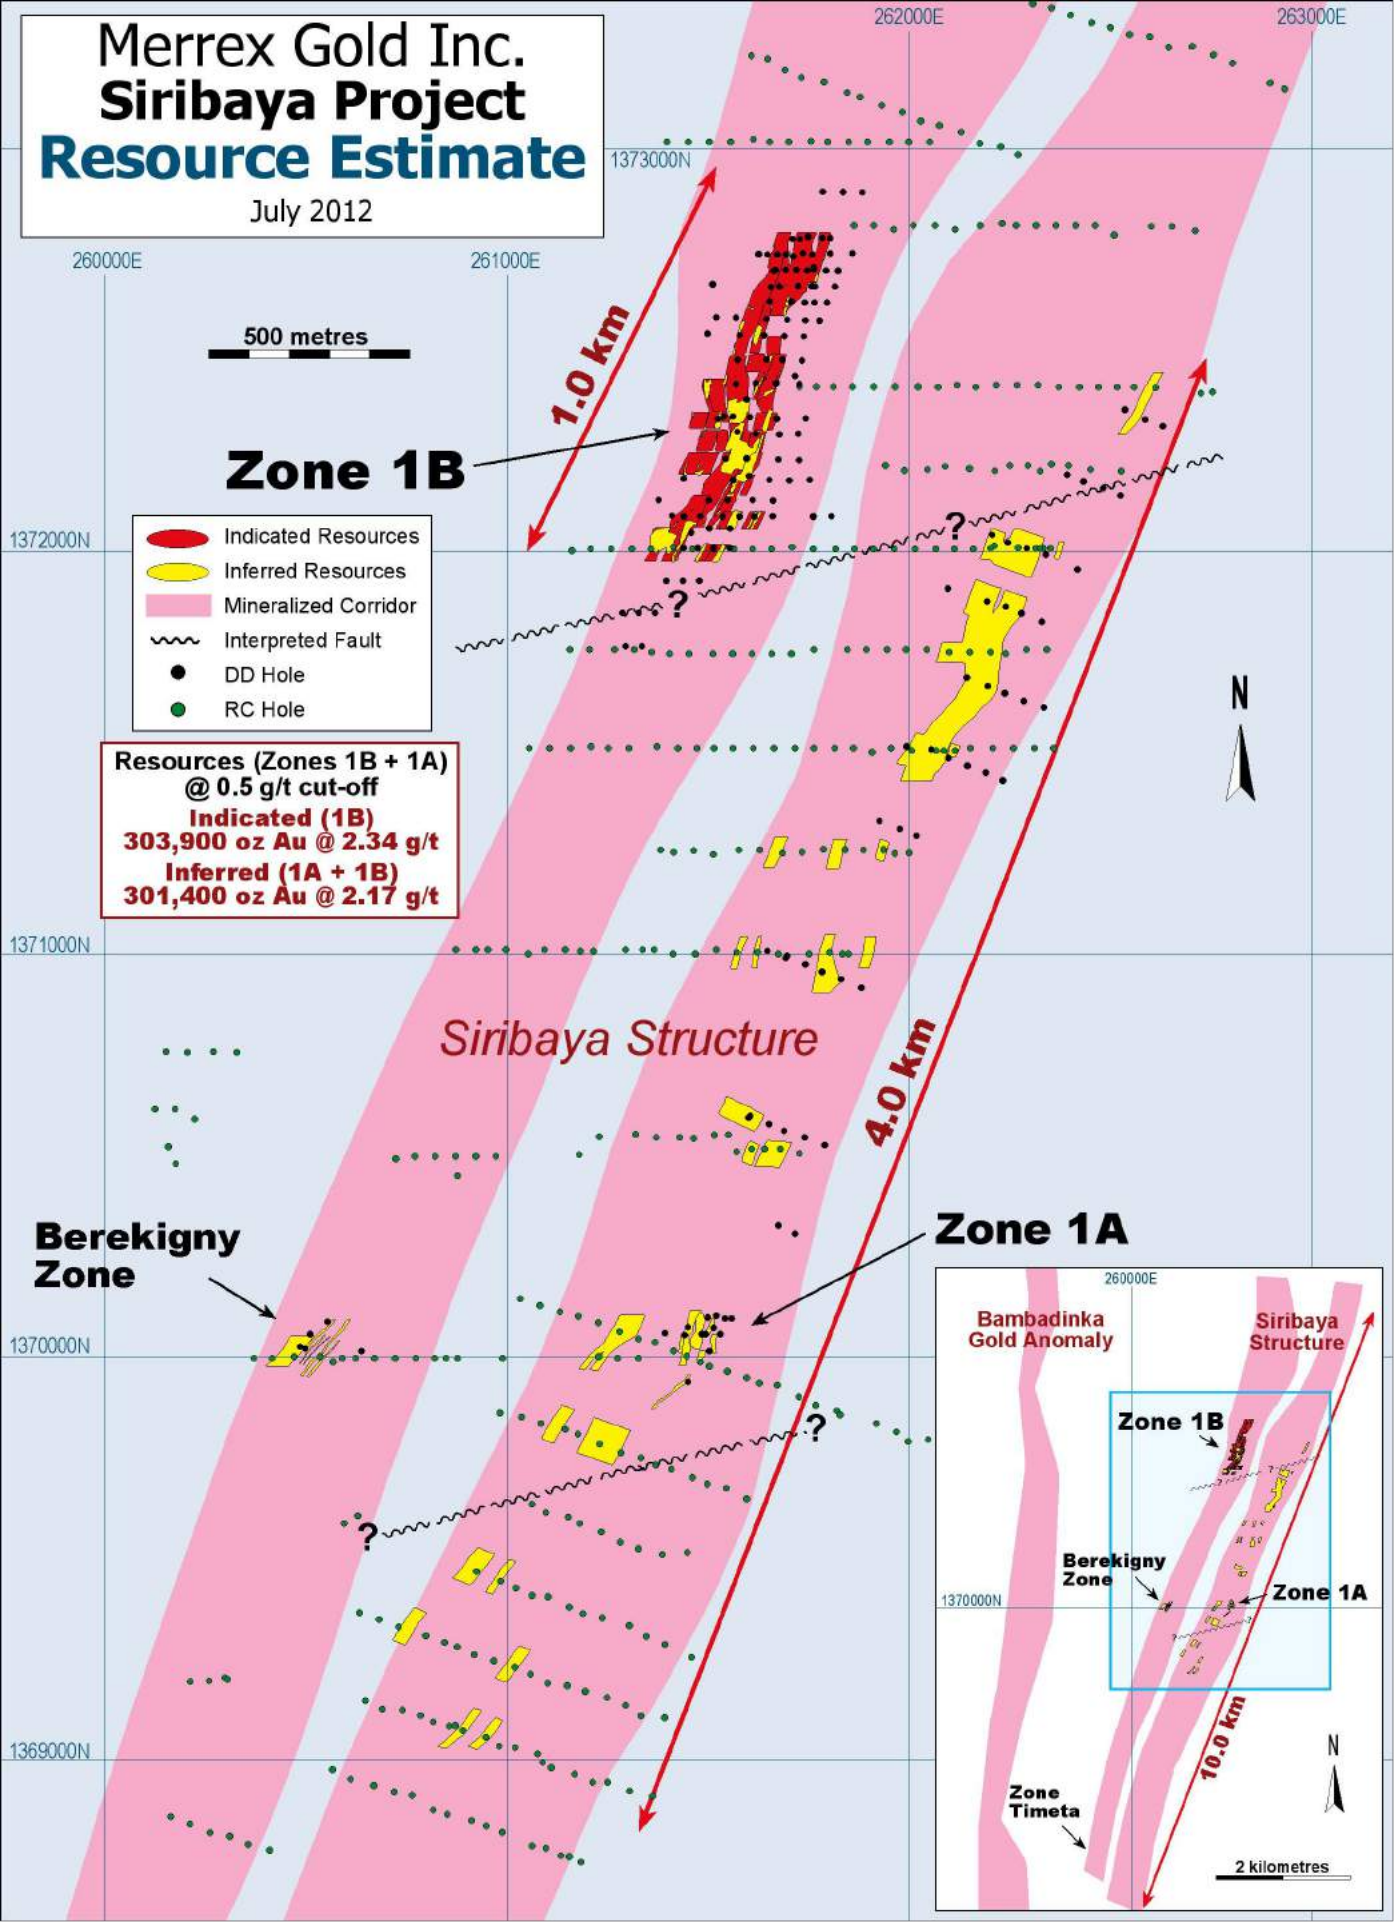 Merrex Gold Inc.
Siribaya Project
Resource Estimate
July 2012
262000E
263000E
1373000N
260000E
261000E
500 metres
1.0 km
Zone 1B
Indicated Resources
Inferred Resources
Mineralized Corridor
Interpreted Fault
DD Hole
RC Hole
1372000N
?
?
N
Resources (Zones 1B + 1A)
@ 0.5 g/t cut-off
Indicated (1B)
303,900 oz Au @ 2.34 g/t
Inferred (1A + 1B)
301,400 oz Au @ 2.17 g/t
1371000N
Siribaya Structure
4.0 km
Berekigny
Zone
Zone 1A
1370000N
?
?
1369000N
260000E
Bambadinka
Gold Anomaly
Siribaya
Structure
Zone 1B
?
?
Berekigny
Zone
1370000N
Zone 1A
?
?
10.0 km
Zone
Timeta
N
2 kilometres